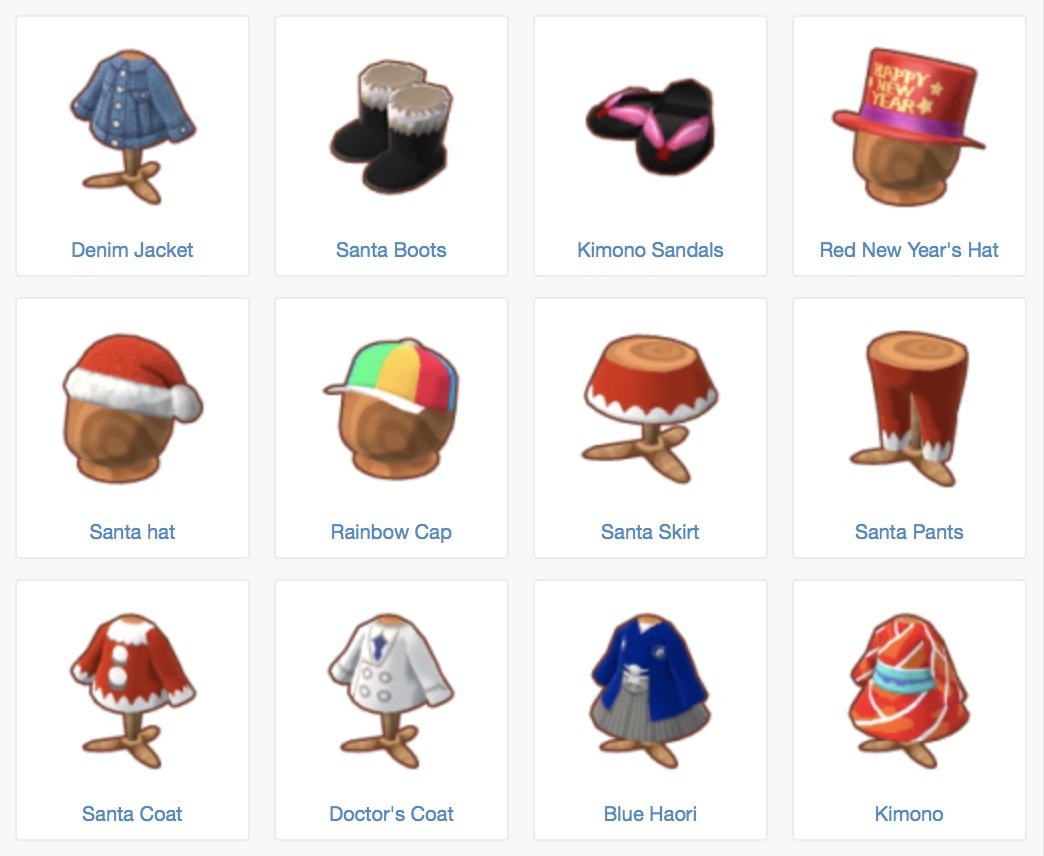 Denim Jacket
Santa Boots
HAPPY
NEW
YEAR
Kimono Sandals
Red New Year's Hat
Santa hat
Rainbow Cap
Santa Skirt
Santa Pants
Santa Coat
Doctor's Coat
Blue Haori
Kimono